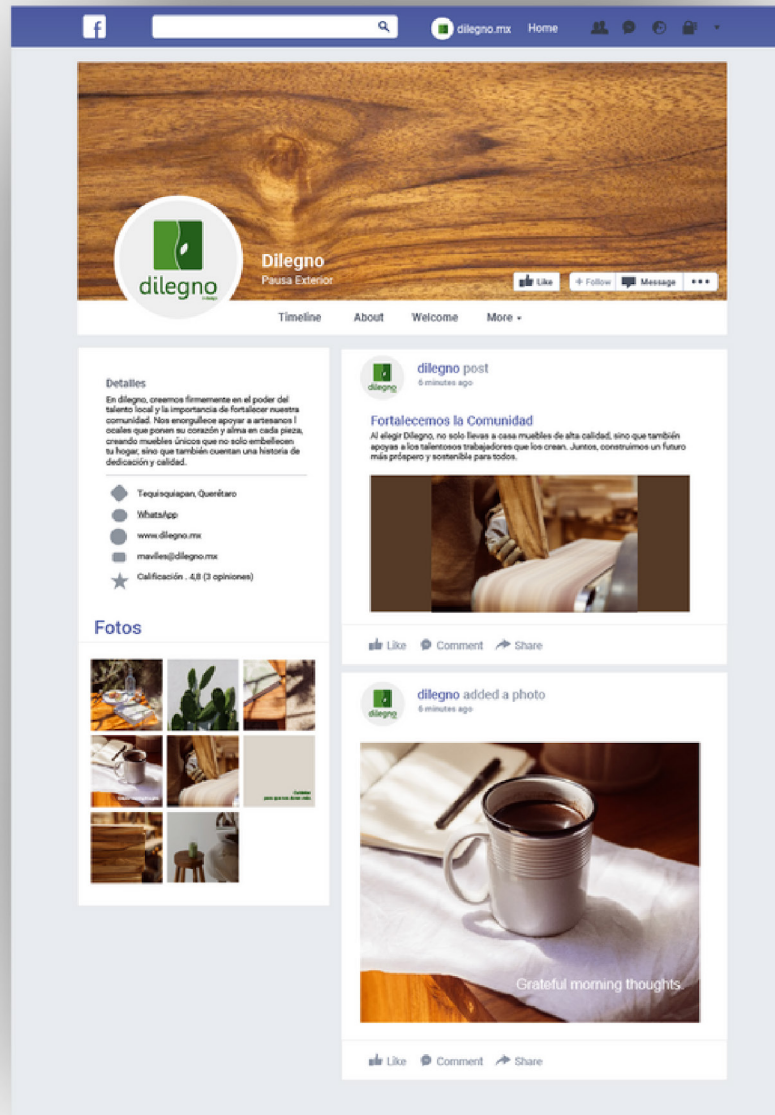 dilegno.mx Home
dilegno
Dilegno
Pausa Exterior
Like
+ Follow
Message
Timeline About Welcome More
Detalles
En dilegno, creemos firmemente en el poder del
talento local y la importancia de fortalecer nuestra
comunidad. Nos enorgullece apoyar a artesanos l
ocales que ponen su corazón y alma en cada pieza,
creando muebles únicos que no solo embellecen
tu hogar, sino que también cuentan una historia de
dedicación y calidad.
Tequisquiapan, Querétaro
WhatsApp
www.dilegno.mx
maviles@dilegno.mx
Calificación . 4,8 (3 opiniones)
Fotos
dilegno
dilegno post
6 minutes ago
Fortalecemos la Comunidad
Al elegir Dilegno, no solo llevas a casa muebles de alta calidad, sino que también
apoyas a los talentosos trabajadores que los crean. Juntos, construimos un futuro
más próspero y sostenible para todos.
Like Comment Share
dilegno
dilegno added a photo
6 minutes ago
Grateful morning thoughts.
Like Comment Share